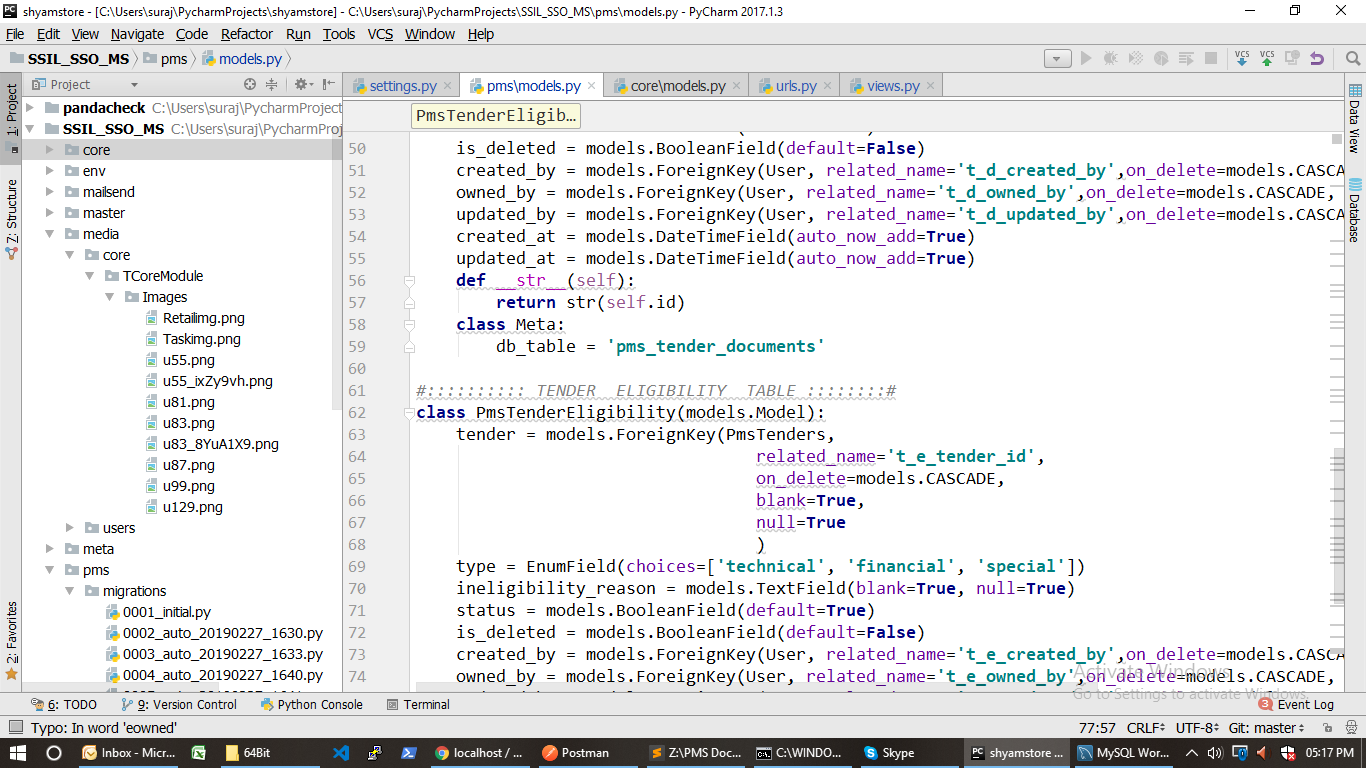 shyamstore - [C:\Users\suraj\PycharmProjects\shyamstore] - C:\Users\suraj\PycharmProjects\SSIL_SSO_MS\pms\models.py - PyCharm 2017.1.3
File Edit View Navigate Code Refactor Run Tools VCS Window Help
SSIL_SSO_MS pms models.py
VCS VCS
Project
settings.py pms\models.py core\models.py urls.py views.py
1: Project
Z: Structure
2: Favorites
pandacheck C:\Users\suraj\PycharmProject
SSIL_SSO_MS C:\Users\suraj\PycharmProj
core
env
mailsend
master
media
core
TCoreModule
Images
Retailimg.png
Taskimg.png
u55.png
u55_ixZy9vh.png
u81.png
u83.png
u83_8YuA1X9.png
u87.png
u99.png
u129.png
users
meta
pms
migrations
0001_initial.py
0002_auto_20190227_1630.py
0003_auto_20190227_1633.py
0004_auto_20190227_1640.py
PmsTenderEligib…
50 is_deleted = models.BooleanField(default=False)
51 created_by = models.ForeignKey(User, related_name='t_d_created_by',on_delete=models.CASCA
52 owned_by = models.ForeignKey(User, related_name='t_d_owned_by',on_delete=models.CASCADE,
53 updated_by = models.ForeignKey(User, related_name='t_d_updated_by',on_delete=models.CASCA
54 created_at = models.DateTimeField(auto_now_add=True)
55 updated_at = models.DateTimeField(auto_now_add=True)
56 def __str__(self):
57 return str(self.id)
58 class Meta:
59 db_table = 'pms_tender_documents'
60
61 #:::::::::: TENDER ELIGIBILITY TABLE ::::::::#
62 class PmsTenderEligibility(models.Model):
63 tender = models.ForeignKey(PmsTenders,
64 related_name='t_e_tender_id',
65 on_delete=models.CASCADE,
66 blank=True,
67 null=True
68 )
69 type = EnumField(choices=['technical', 'financial', 'special'])
70 ineligibility_reason = models.TextField(blank=True, null=True)
71 status = models.BooleanField(default=True)
72 is_deleted = models.BooleanField(default=False)
73 created_by = models.ForeignKey(User, related_name='t_e_created_by',on_delete=models.CASCA
74 owned_by = models.ForeignKey(User, related_name='t_e_owned_by',on_delete=models.CASCADE,
Data View
Database
Activate Windows
Go to Settings to activate Windows.
6: TODO 9: Version Control Python Console Terminal 3 Event Log
Typo: In word 'eowned' 77:57 CRLF UTF-8 Git: master
Inbox - Micr... 64Bit localhost / ... Postman Z:\PMS Doc... C:\WINDO... Skype shyamstore ... MySQL Wor... 05:17 PM